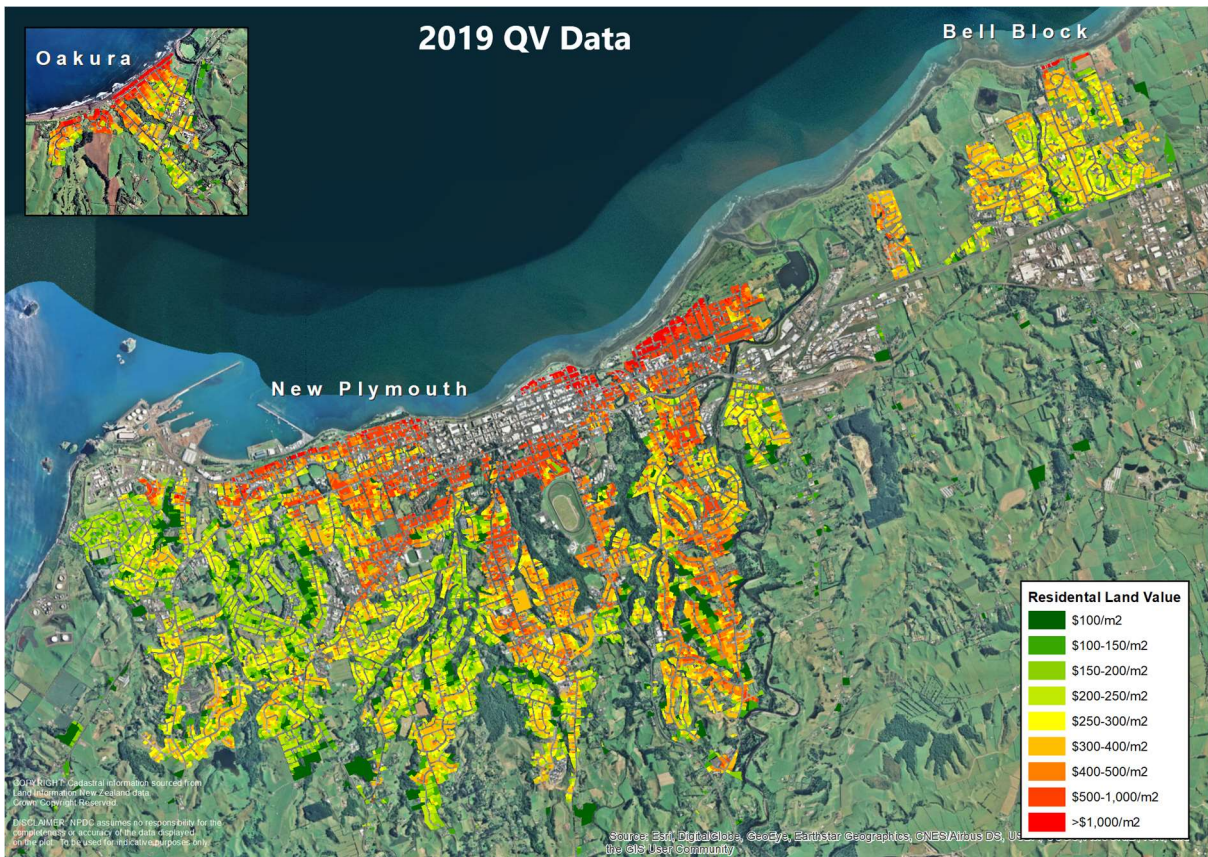 2019 QV Data
Oakura
Bell Block
New Plymouth
Residental Land Value
$100/m2
$100-150/m2
$150-200/m2
$200-250/m2
$250-300/m2
$300-400/m2
$400-500/m2
$500-1,000/m2
>$1,000/m2
COPYRIGHT: Cadastral information sourced from
Land Information New Zealand data.
Crown Copyright Reserved.
DISCLAIMER: NPDC assumes no responsibility for the
completeness or accuracy of the data displayed
on the plot. To be used for indicative purposes only
Source: Esri, DigitalGlobe, GeoEye, Earthstar Geographics, CNES/Airbus DS,
the GIS User Community